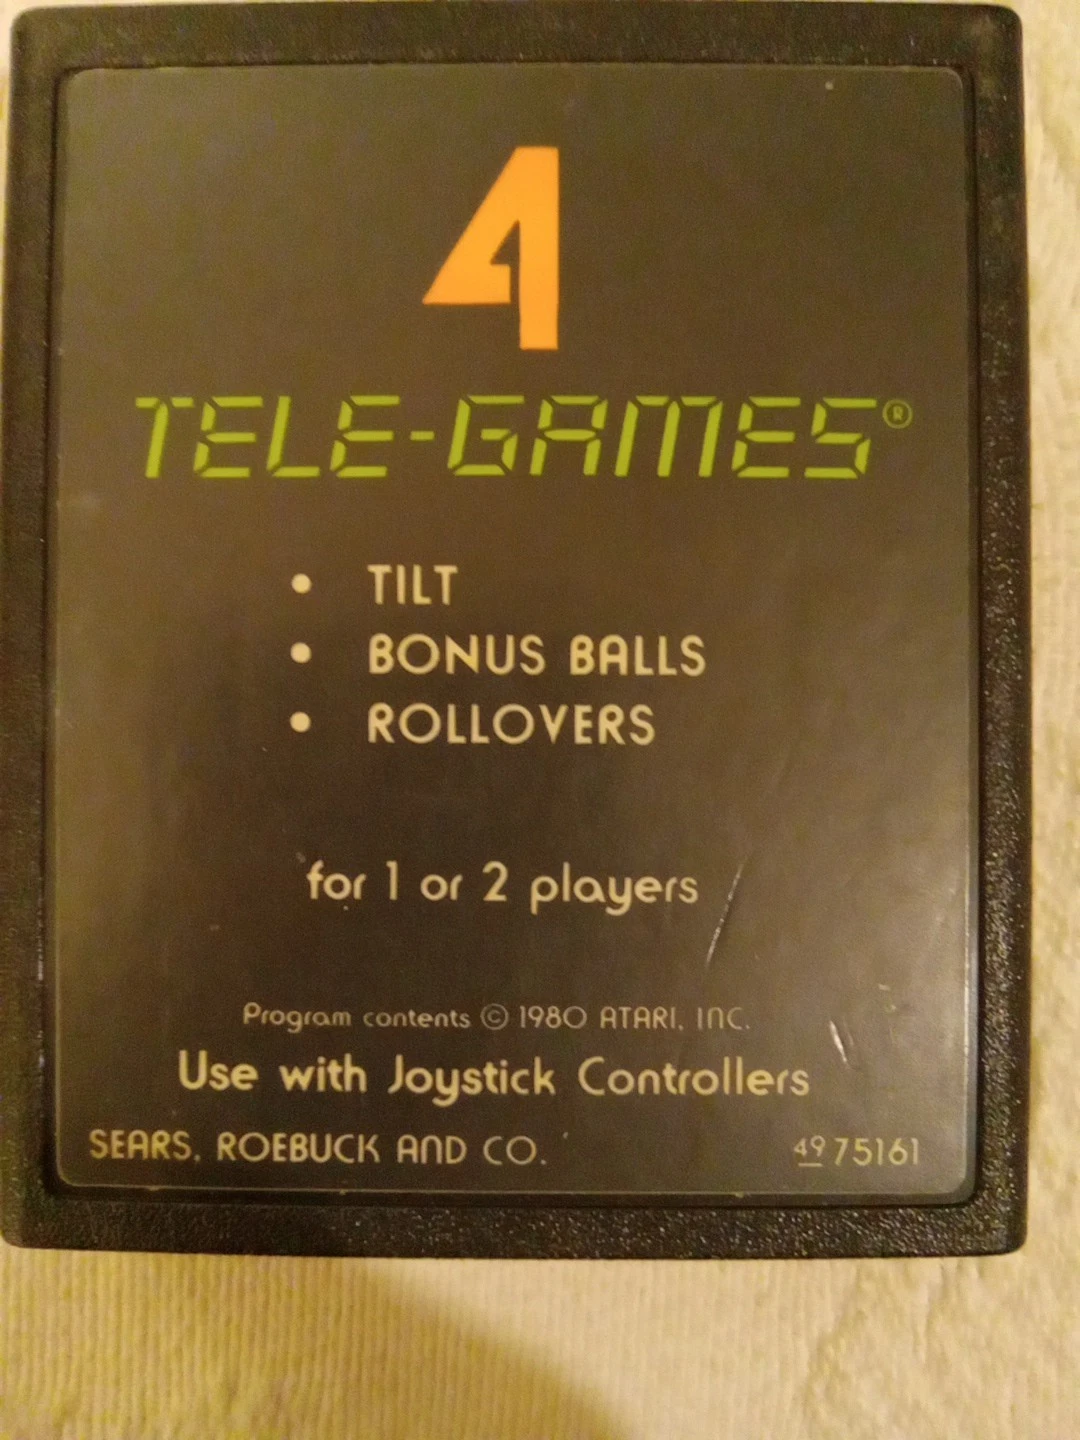 4
TELE-GAMES®
• TILT
• BONUS BALLS
• ROLLOVERS
for 1 or 2 players
Program contents © 1980 ATARI, INC.
Use with Joystick Controllers
SEARS, ROEBUCK AND CO. 49 75161